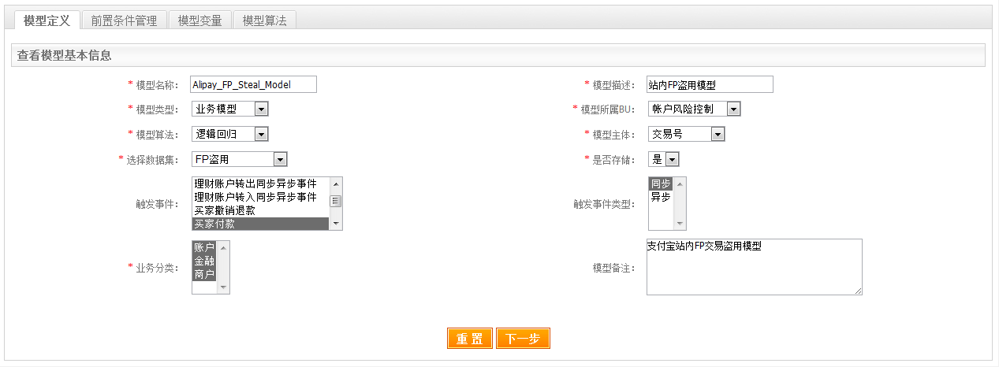 模型定义 前置条件管理 模型变量 模型算法
查看模型基本信息
* 模型名称： Alipay_FP_Steal_Model * 模型描述： 站内FP盗用模型
* 模型类型： 业务模型 * 模型所属BU： 帐户风险控制
* 模型算法： 逻辑回归 * 模型主体： 交易号
* 选择数据集： FP盗用 * 是否存储： 是
理财账户转出同步异步事件
理财账户转入同步异步事件
买家撤销退款
买家付款
触发事件：
触发事件类型：
同步
异步
* 业务分类：
账户
金融
商户
模型备注： 支付宝站内FP交易盗用模型
重 置 下一步